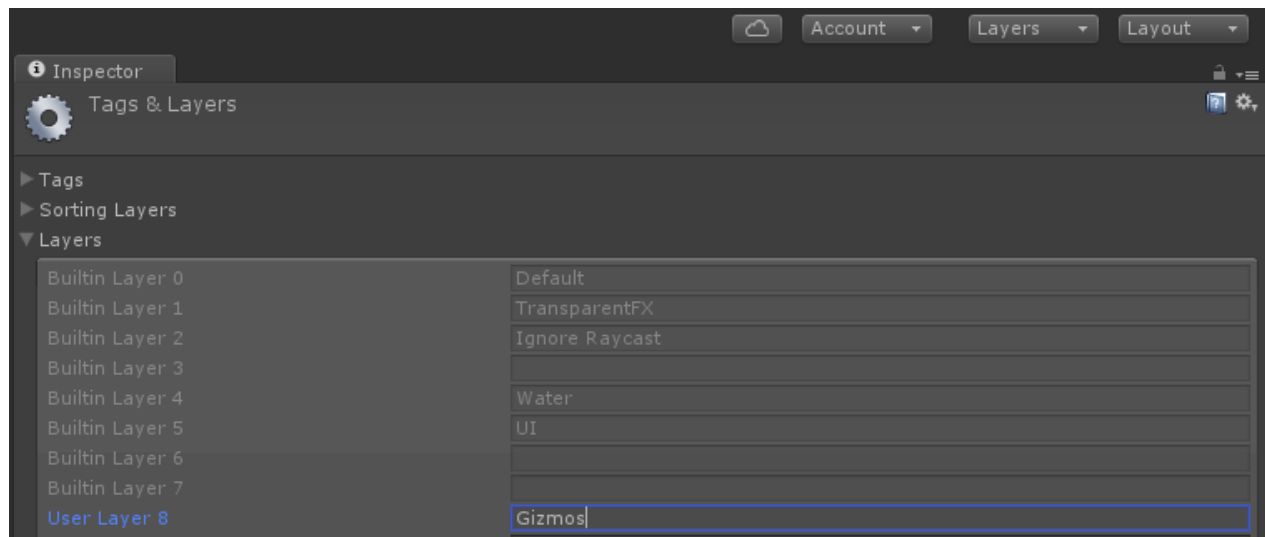 Account Layers Layout
Inspector
Tags & Layers
Tags
Sorting Layers
Layers
Builtin Layer 0 Default
Builtin Layer 1 TransparentFX
Builtin Layer 2 Ignore Raycast
Builtin Layer 3
Builtin Layer 4 Water
Builtin Layer 5 UI
Builtin Layer 6
Builtin Layer 7
User Layer 8 Gizmos